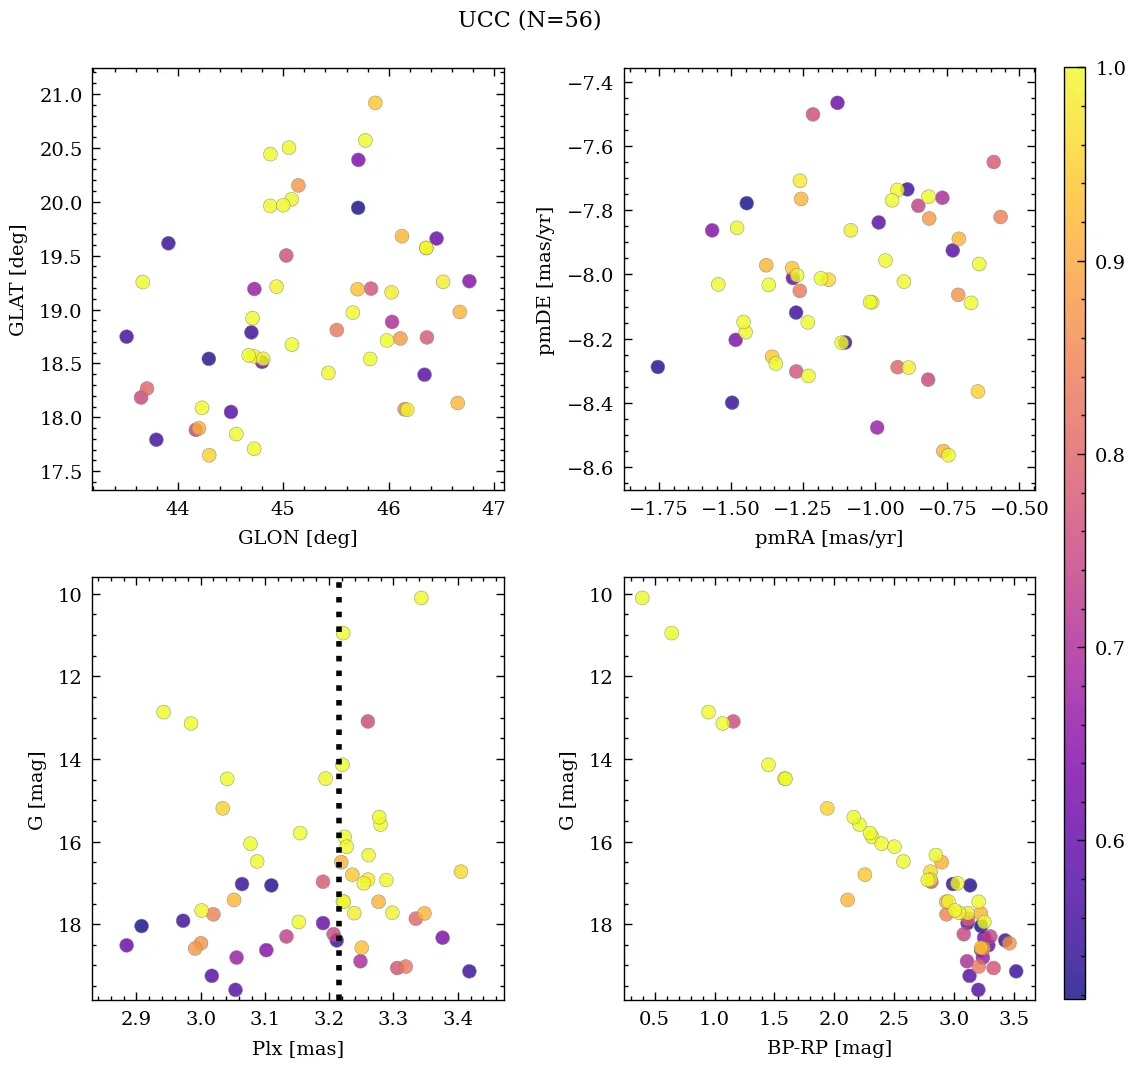 UCC (N=56)
21.0
20.5
20.0
19.5
19.0
18.5
18.0
17.5
GLAT [deg]
44 45 46 47
GLON [deg]
−7.4
−7.6
−7.8
−8.0
−8.2
−8.4
−8.6
pmDE [mas/yr]
−1.75 −1.50 −1.25 −1.00 −0.75 −0.50
pmRA [mas/yr]
10
12
14
16
18
G [mag]
2.9 3.0 3.1 3.2 3.3 3.4
Plx [mas]
10
12
14
16
18
G [mag]
0.5 1.0 1.5 2.0 2.5 3.0 3.5
BP-RP [mag]
1.0
0.9
0.8
0.7
0.6